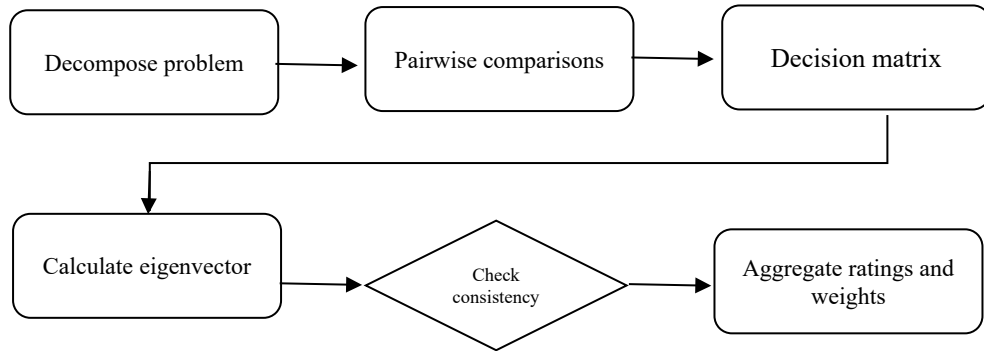 Decompose problem
Pairwise comparisons
Decision matrix
Calculate eigenvector
Check
consistency
Aggregate ratings and
weights